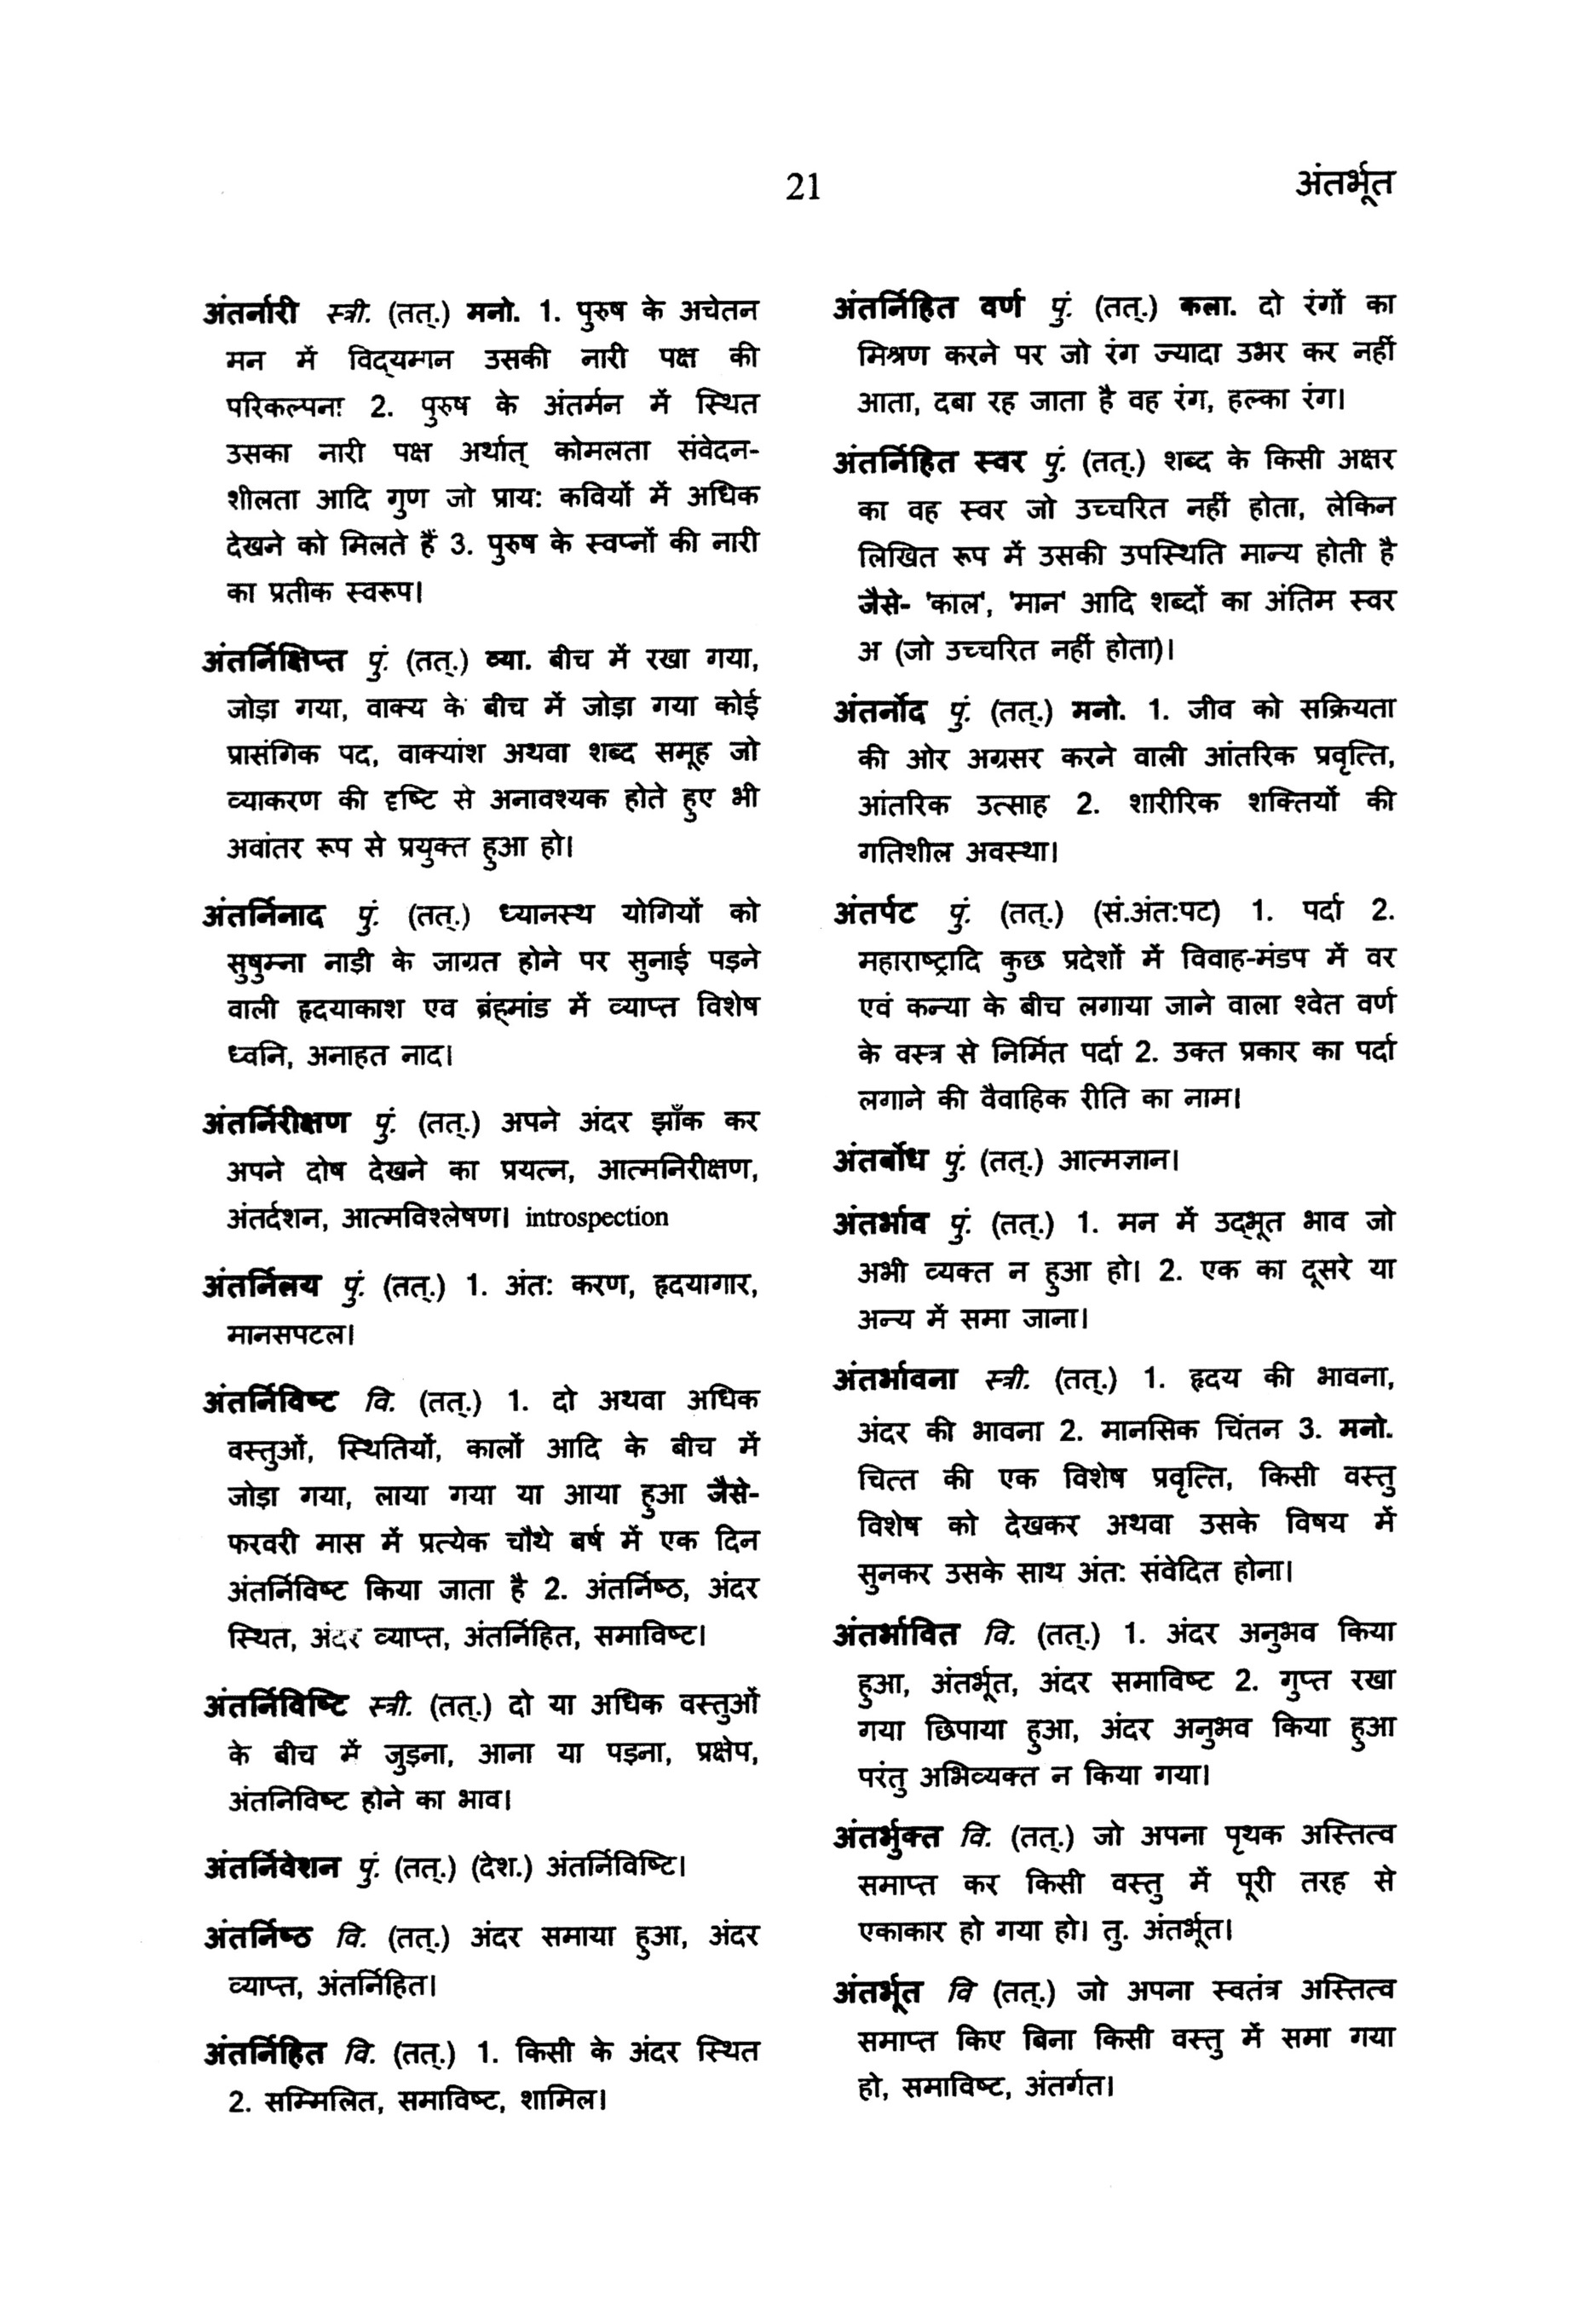 21
अंतर्भूत
अंतर्नारी स्त्री. (तत्.) मनो. 1. पुरुष के अचेतन
मन में विद्यमान उसकी नारी पक्ष की
परिकल्पना 2. पुरुष के अंतर्मन में स्थित
उसका नारी पक्ष अर्थात् कोमलता संवेदन-
शीलता आदि गुण जो प्राय: कवियों में अधिक
देखने को मिलते हैं 3. पुरुष के स्वप्नों की नारी
का प्रतीक स्वरूप।
अंतर्निक्षिप्त पुं. (तत्.) व्या. बीच में रखा गया,
जोड़ा गया, वाक्य के बीच में जोड़ा गया कोई
प्रासंगिक पद, वाक्यांश अथवा शब्द समूह जो
व्याकरण की दृष्टि से अनावश्यक होते हुए भी
अवांतर रूप से प्रयुक्त हुआ हो।
अंतर्निनाद पुं. (तत्.) ध्यानस्थ योगियों को
सुषुम्ना नाड़ी के जाग्रत होने पर सुनाई पड़ने
वाली हृदयाकाश एव ब्रंह्मांड में व्याप्त विशेष
ध्वनि, अनाहत नाद।
अंतर्निरीक्षण पुं. (तत्.) अपने अंदर झाँक कर
अपने दोष देखने का प्रयत्न, आत्मनिरीक्षण,
अंतर्दशन, आत्मविश्लेषण। introspection
अंतर्निलय पुं. (तत्.) 1. अंत: करण, हृदयागार,
मानसपटल।
अंतर्निविष्ट वि. (तत्.) 1. दो अथवा अधिक
वस्तुओं, स्थितियों, कालों आदि के बीच में
जोड़ा गया, लाया गया या आया हुआ जैसे-
फरवरी मास में प्रत्येक चौथे बर्ष में एक दिन
अंतर्निविष्ट किया जाता है 2. अंतर्निष्ठ, अंदर
स्थित, अंदर व्याप्त, अंतर्निहित, समाविष्ट।
अंतर्निविष्टि स्त्री. (तत्.) दो या अधिक वस्तुओं
के बीच में जुड़ना, आना या पड़ना, प्रक्षेप,
अंतनिविष्ट होने का भाव।
अंतर्निवेशन पुं. (तत्.) (देश.) अंतर्निविष्टि।
अंतर्निष्ठ वि. (तत्.) अंदर समाया हुआ, अंदर
व्याप्त, अंतर्निहित।
अंतर्निहित वि. (तत्.) 1. किसी के अंदर स्थित
2. सम्मिलित, समाविष्ट, शामिल।
अंतर्निहित वर्ण पुं. (तत्.) कला. दो रंगों का
मिश्रण करने पर जो रंग ज्यादा उभर कर नहीं
आता, दबा रह जाता है वह रंग, हल्का रंग।
अंतर्निहित स्वर पुं. (तत्.) शब्द के किसी अक्षर
का वह स्वर जो उच्चरित नहीं होता, लेकिन
लिखित रूप में उसकी उपस्थिति मान्य होती है
जैसे- 'काल', 'मान' आदि शब्दों का अंतिम स्वर
अ (जो उच्चरित नहीं होता)।
अंतर्नोद पुं. (तत्.) मनो. 1. जीव को सक्रियता
की ओर अग्रसर करने वाली आंतरिक प्रवृत्ति,
आंतरिक उत्साह 2. शारीरिक शक्तियों की
गतिशील अवस्था।
अंतर्पट पुं. (तत्.) (सं.अंत:पट) 1. पर्दा 2.
महाराष्ट्रादि कुछ प्रदेशों में विवाह-मंडप में वर
एवं कन्या के बीच लगाया जाने वाला श्वेत वर्ण
के वस्त्र से निर्मित पर्दा 2. उक्त प्रकार का पर्दा
लगाने की वैवाहिक रीति का नाम।
अंतर्बोध पुं. (तत्.) आत्मज्ञान।
अंतर्भाव पुं. (तत्.) 1. मन में उद्भूत भाव जो
अभी व्यक्त न हुआ हो। 2. एक का दूसरे या
अन्य में समा जाना।
अंतर्भावना स्त्री. (तत्.) 1. हृदय की भावना,
अंदर की भावना 2. मानसिक चिंतन 3. मनो.
चित्त की एक विशेष प्रवृत्ति, किसी वस्तु
विशेष को देखकर अथवा उसके विषय में
सुनकर उसके साथ अंत: संवेदित होना।
अंतर्भावित वि. (तत्.) 1. अंदर अनुभव किया
हुआ, अंतर्भूत, अंदर समाविष्ट 2. गुप्त रखा
गया छिपाया हुआ, अंदर अनुभव किया हुआ
परंतु अभिव्यक्त न किया गया।
अंतर्भुक्त वि. (तत्.) जो अपना पृथक अस्तित्व
समाप्त कर किसी वस्तु में पूरी तरह से
एकाकार हो गया हो। तु. अंतर्भूत।
अंतर्भूत वि (तत्.) जो अपना स्वतंत्र अस्तित्व
समाप्त किए बिना किसी वस्तु में समा गया
हो, समाविष्ट, अंतर्गत।